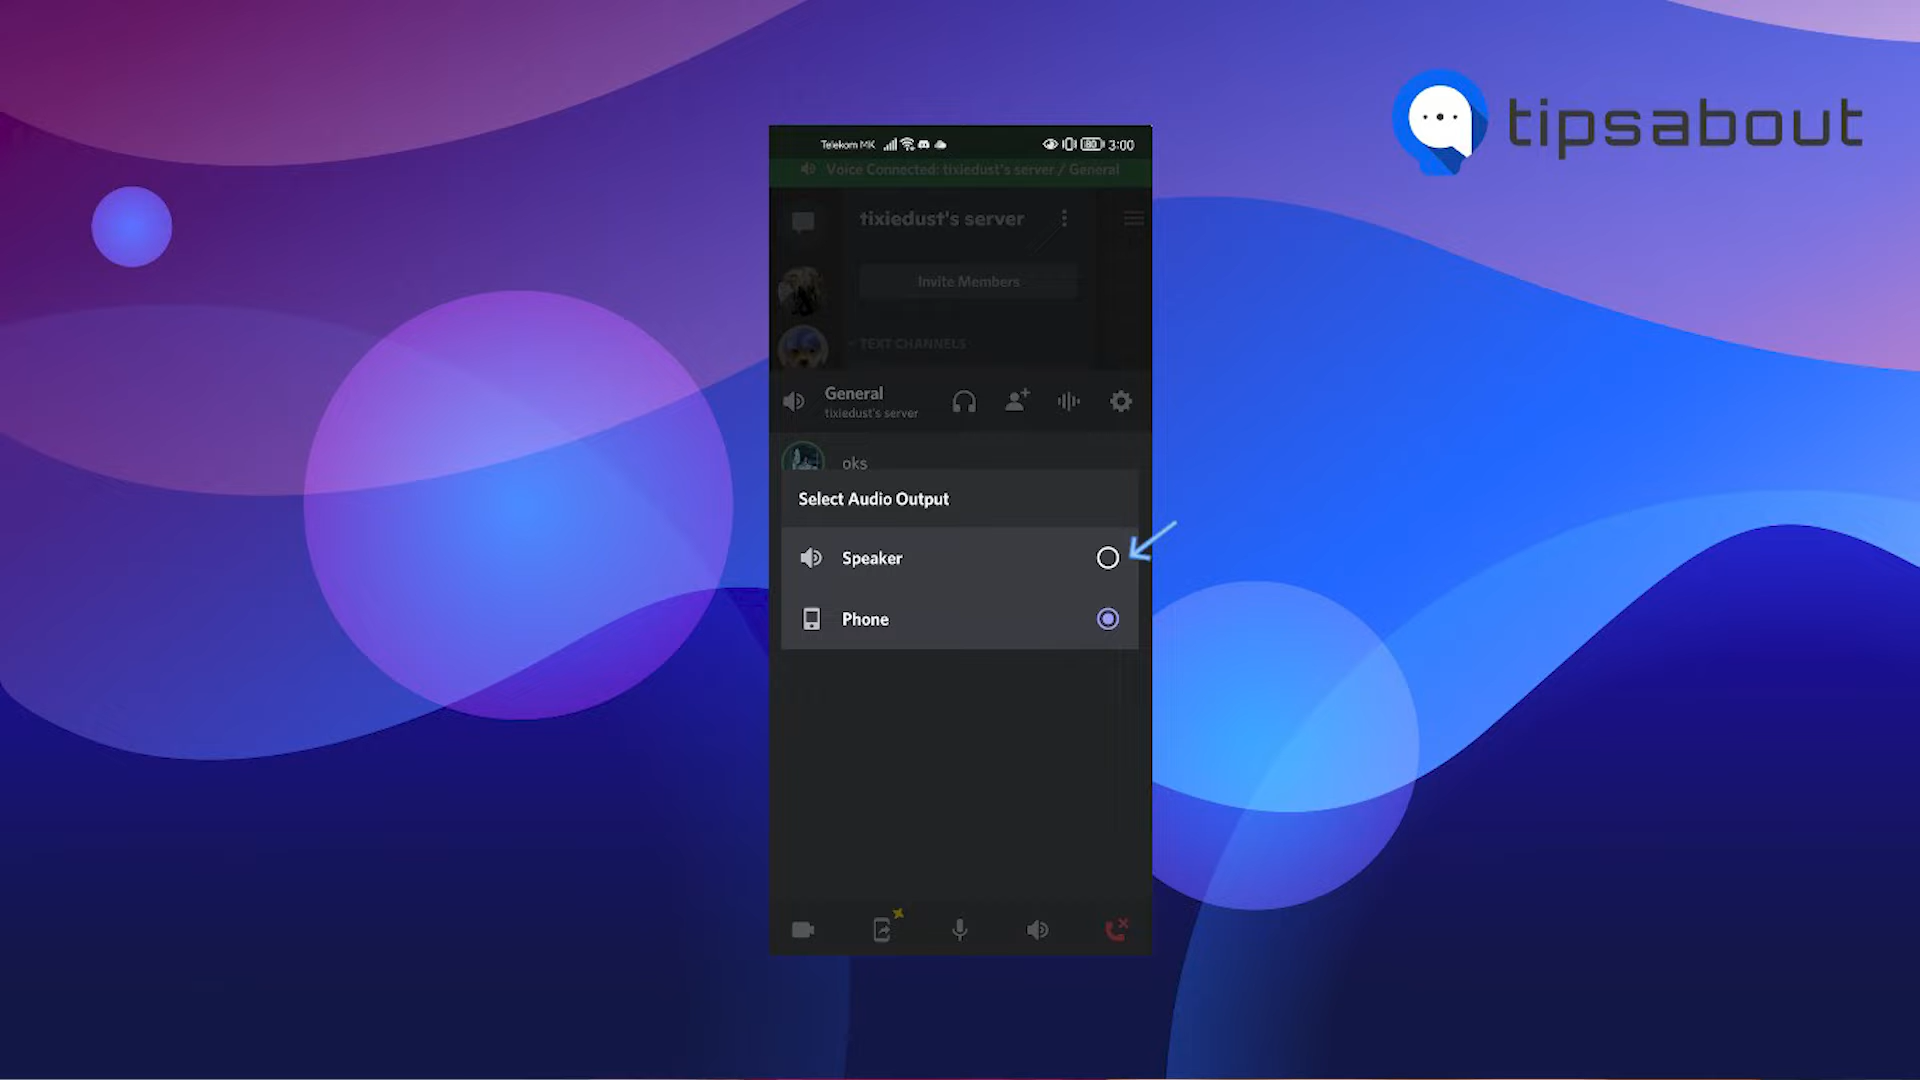 tipsabout
Telekom MK 80 3:00
Voice Connected: tixiedust's server / General
tixiedust's server
Invite Members
TEXT CHANNELS
General
tixiedust's server
oks
Select Audio Output
Speaker
Phone